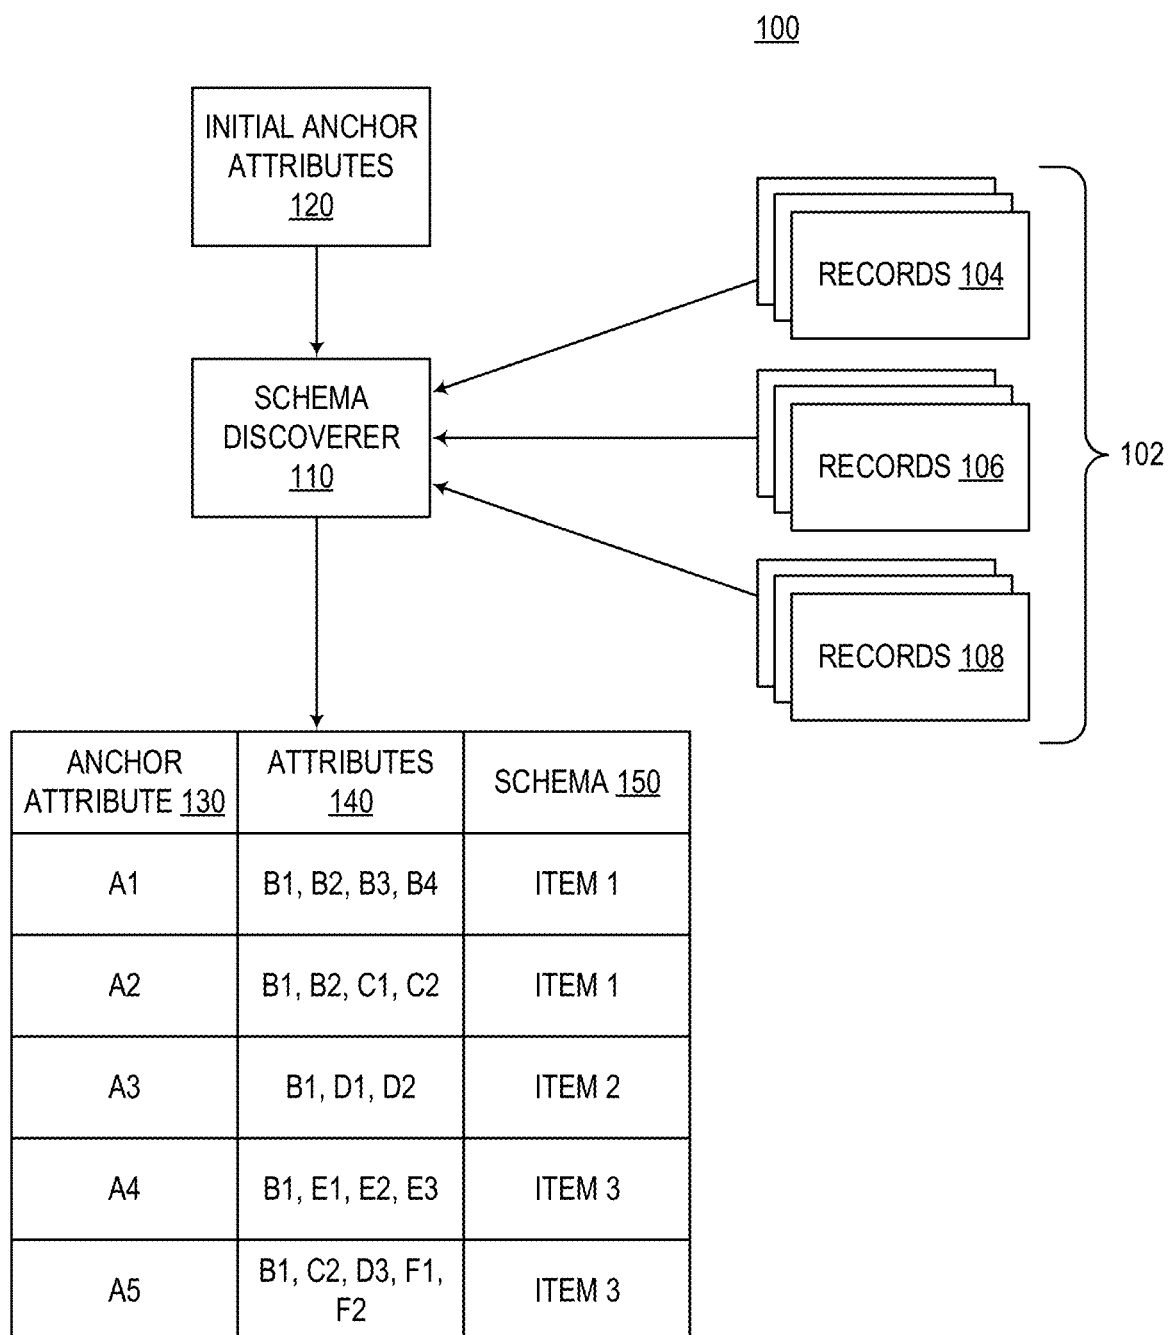 100
INITIAL ANCHOR
ATTRIBUTES
120
RECORDS 104
SCHEMA
DISCOVERER
110
RECORDS 106
102
RECORDS 108
ANCHOR
ATTRIBUTE 130
ATTRIBUTES
140
SCHEMA 150
A1
B1, B2, B3, B4
ITEM 1
A2
B1, B2, C1, C2
ITEM 1
A3
B1, D1, D2
ITEM 2
A4
B1, E1, E2, E3
ITEM 3
A5
B1, C2, D3, F1,
F2
ITEM 3